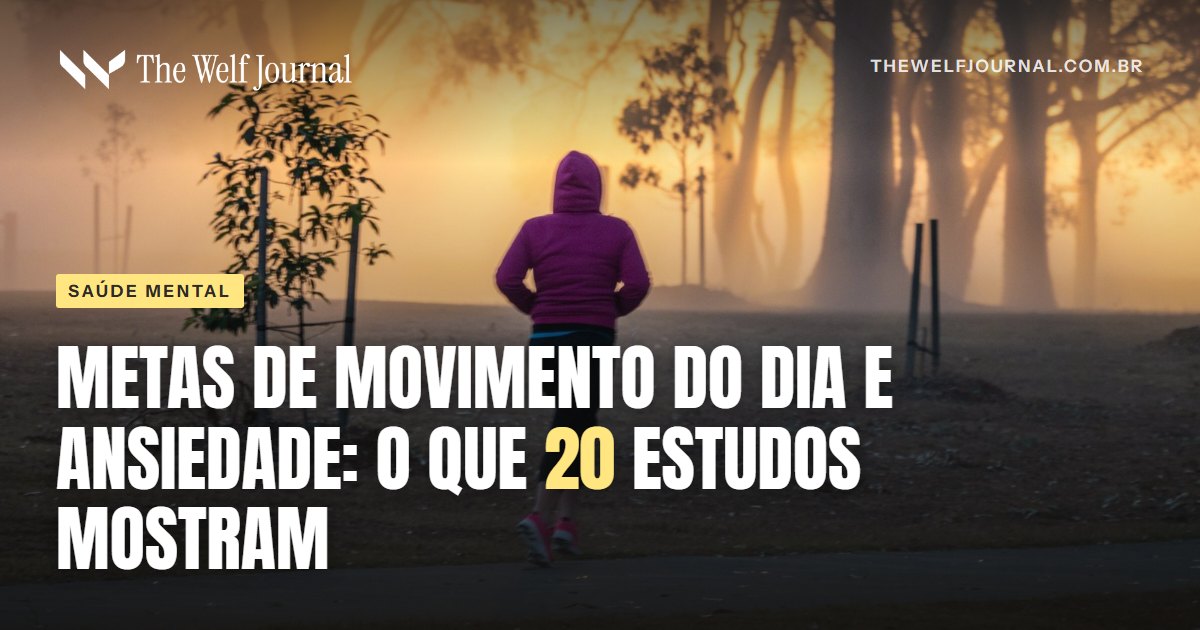 The Welf Journal
THEWELFJOURNAL.COM.BR
SAÚDE MENTAL
METAS DE MOVIMENTO DO DIA E
ANSIEDADE: O QUE 20 ESTUDOS
MOSTRAM